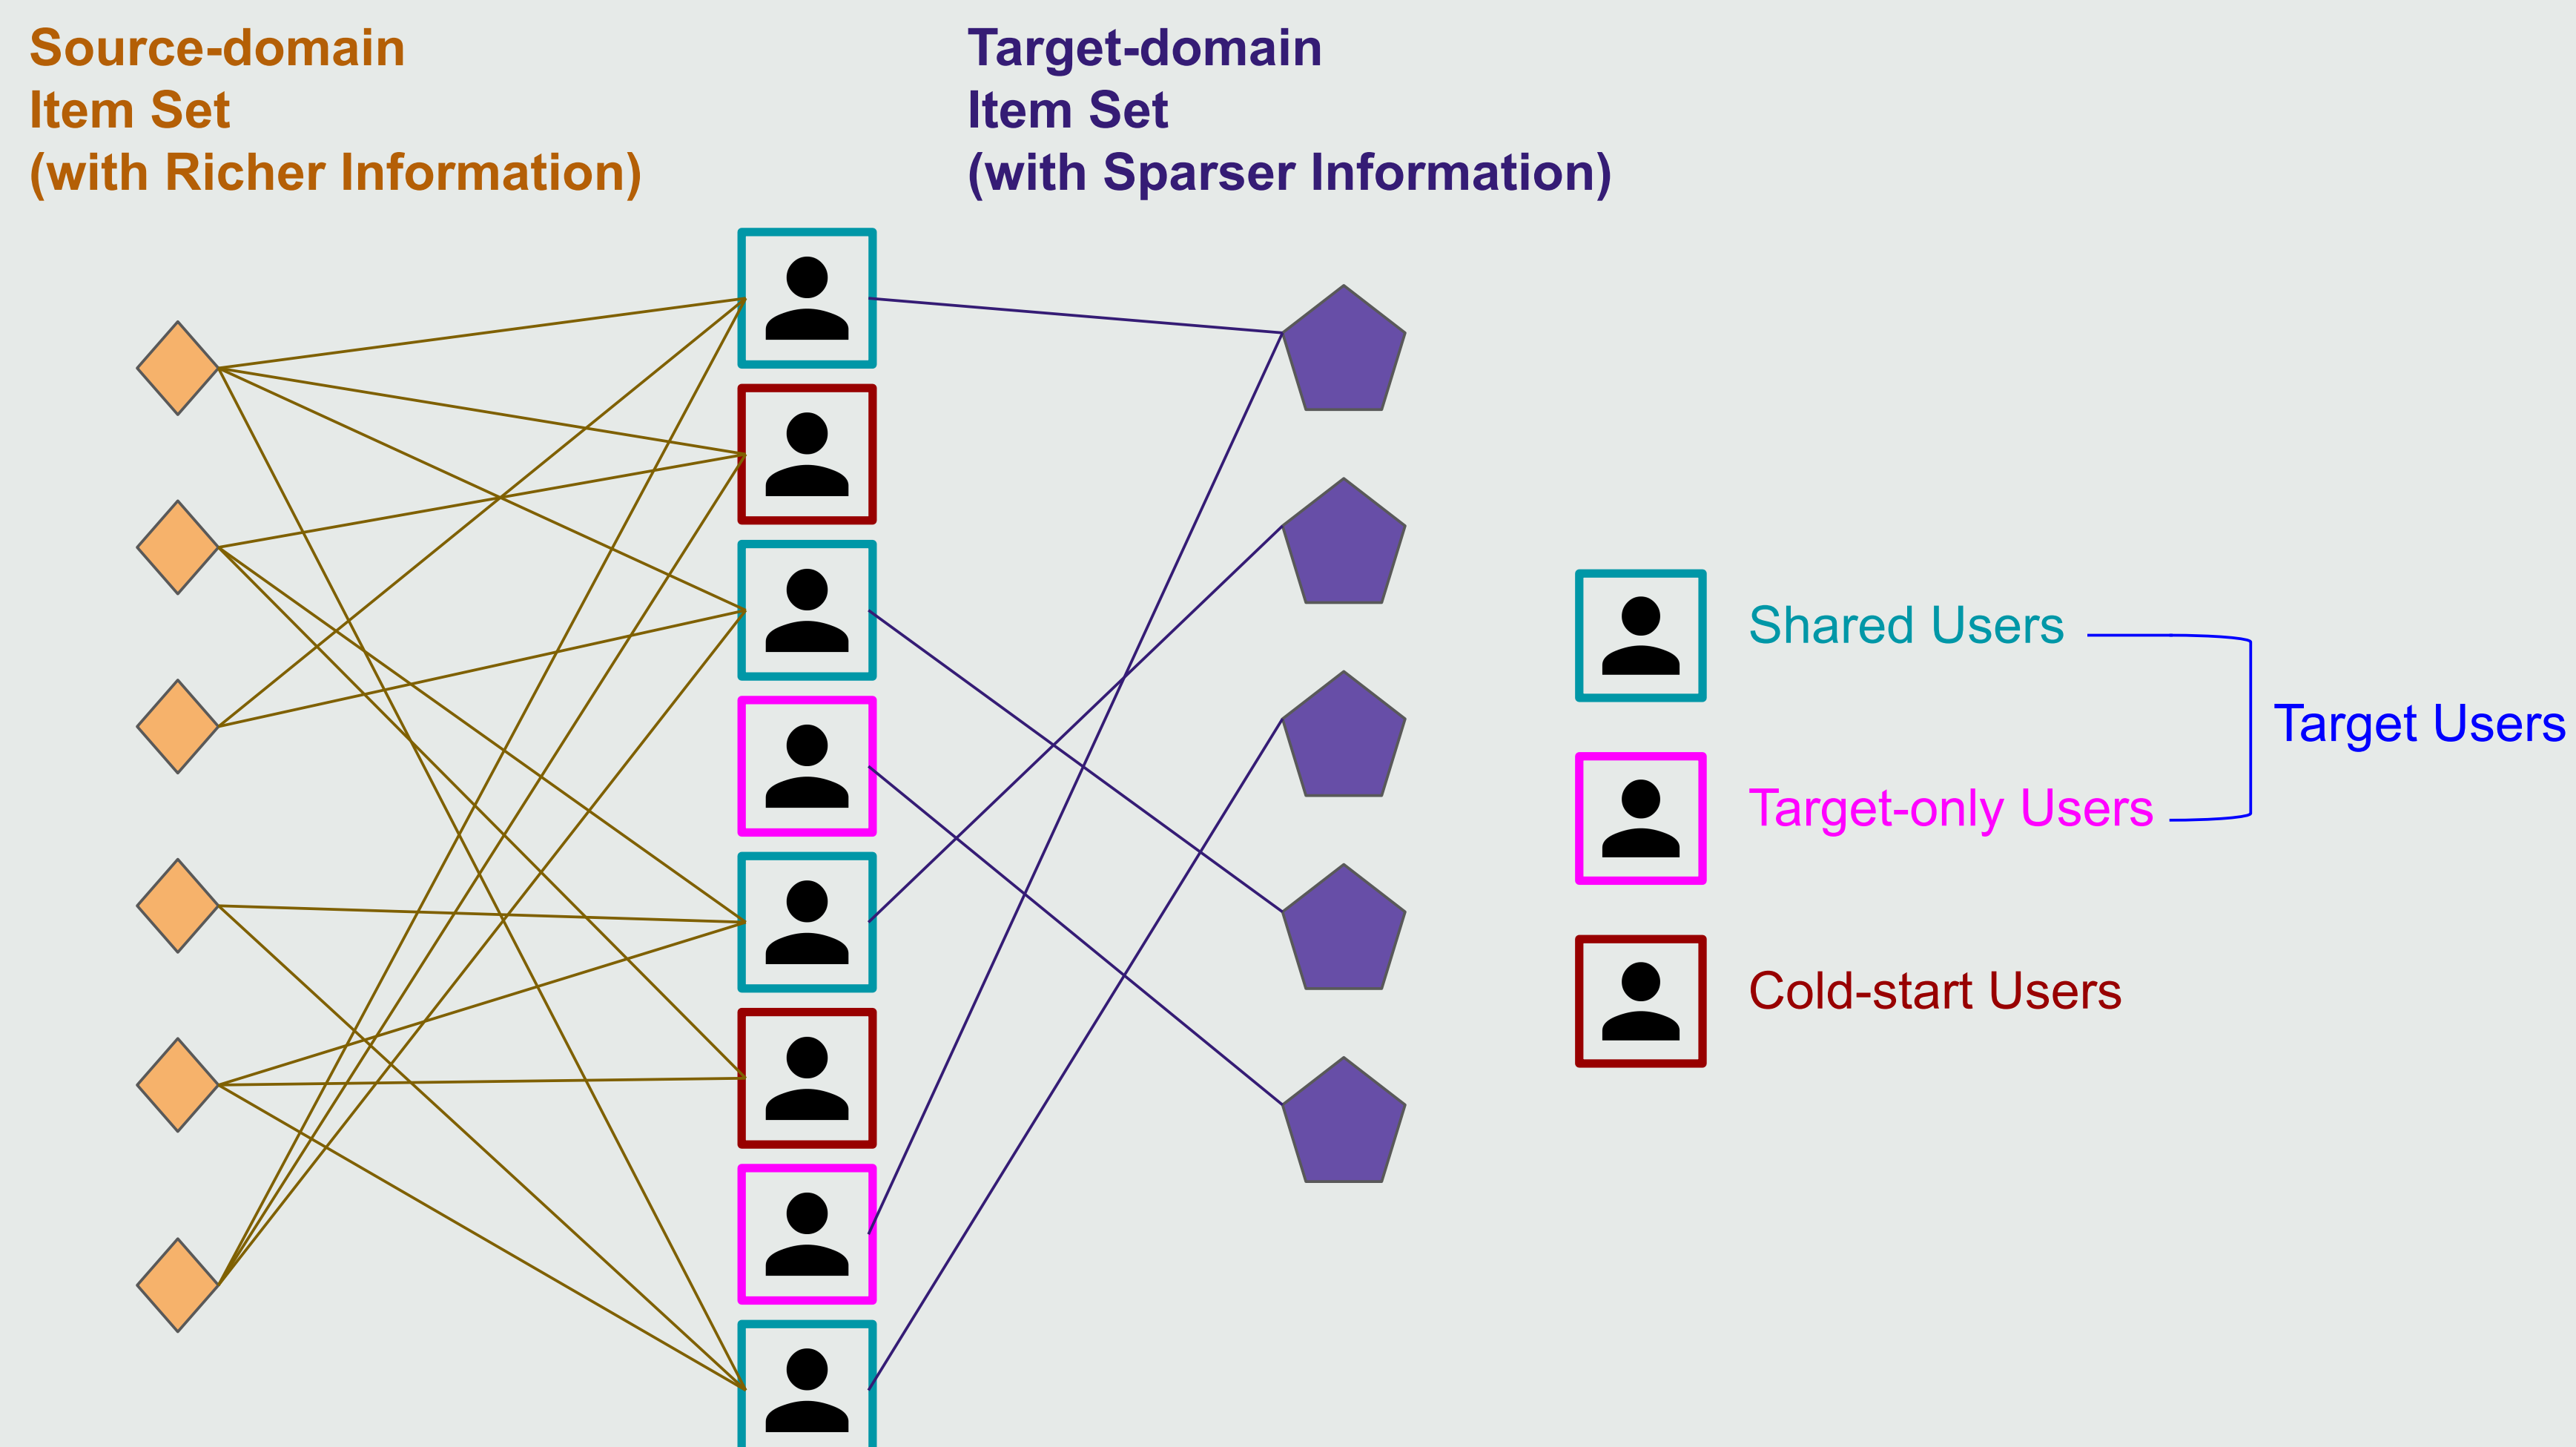 Source-domain
Item Set
(with Richer Information)
Target-domain
Item Set
(with Sparser Information)
Shared Users
Target Users
Target-only Users
Cold-start Users